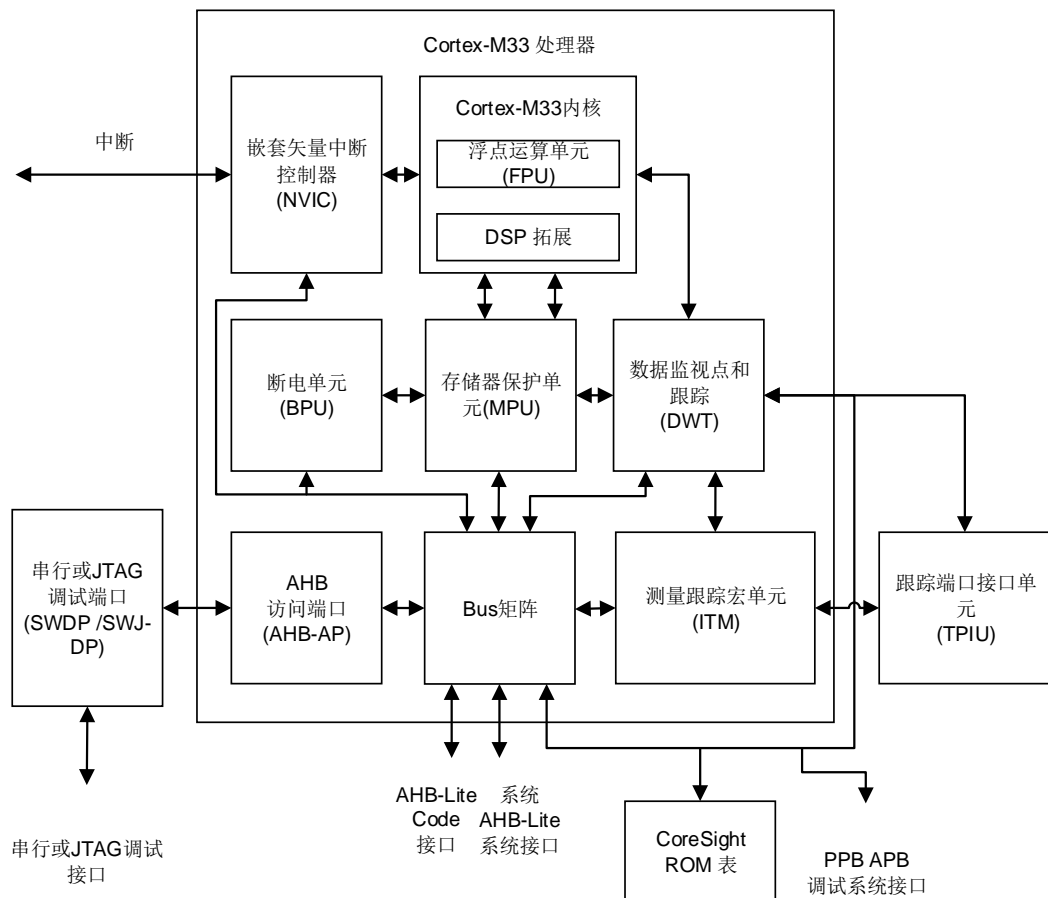 Cortex-M33 处理器
中断
嵌套矢量中断
控制器
(NVIC)
Cortex-M33内核
浮点运算单元
(FPU)
DSP 拓展
断电单元
(BPU)
存储器保护单
元(MPU)
数据监视点和
跟踪
(DWT)
串行或JTAG
调试端口
(SWDP /SWJ-
DP)
AHB
访问端口
(AHB-AP)
Bus矩阵
测量跟踪宏单元
(ITM)
跟踪端口接口单
元
(TPIU)
串行或JTAG调试
接口
AHB-Lite
Code
接口
系统
AHB-Lite
系统接口
CoreSight
ROM 表
PPB APB
调试系统接口